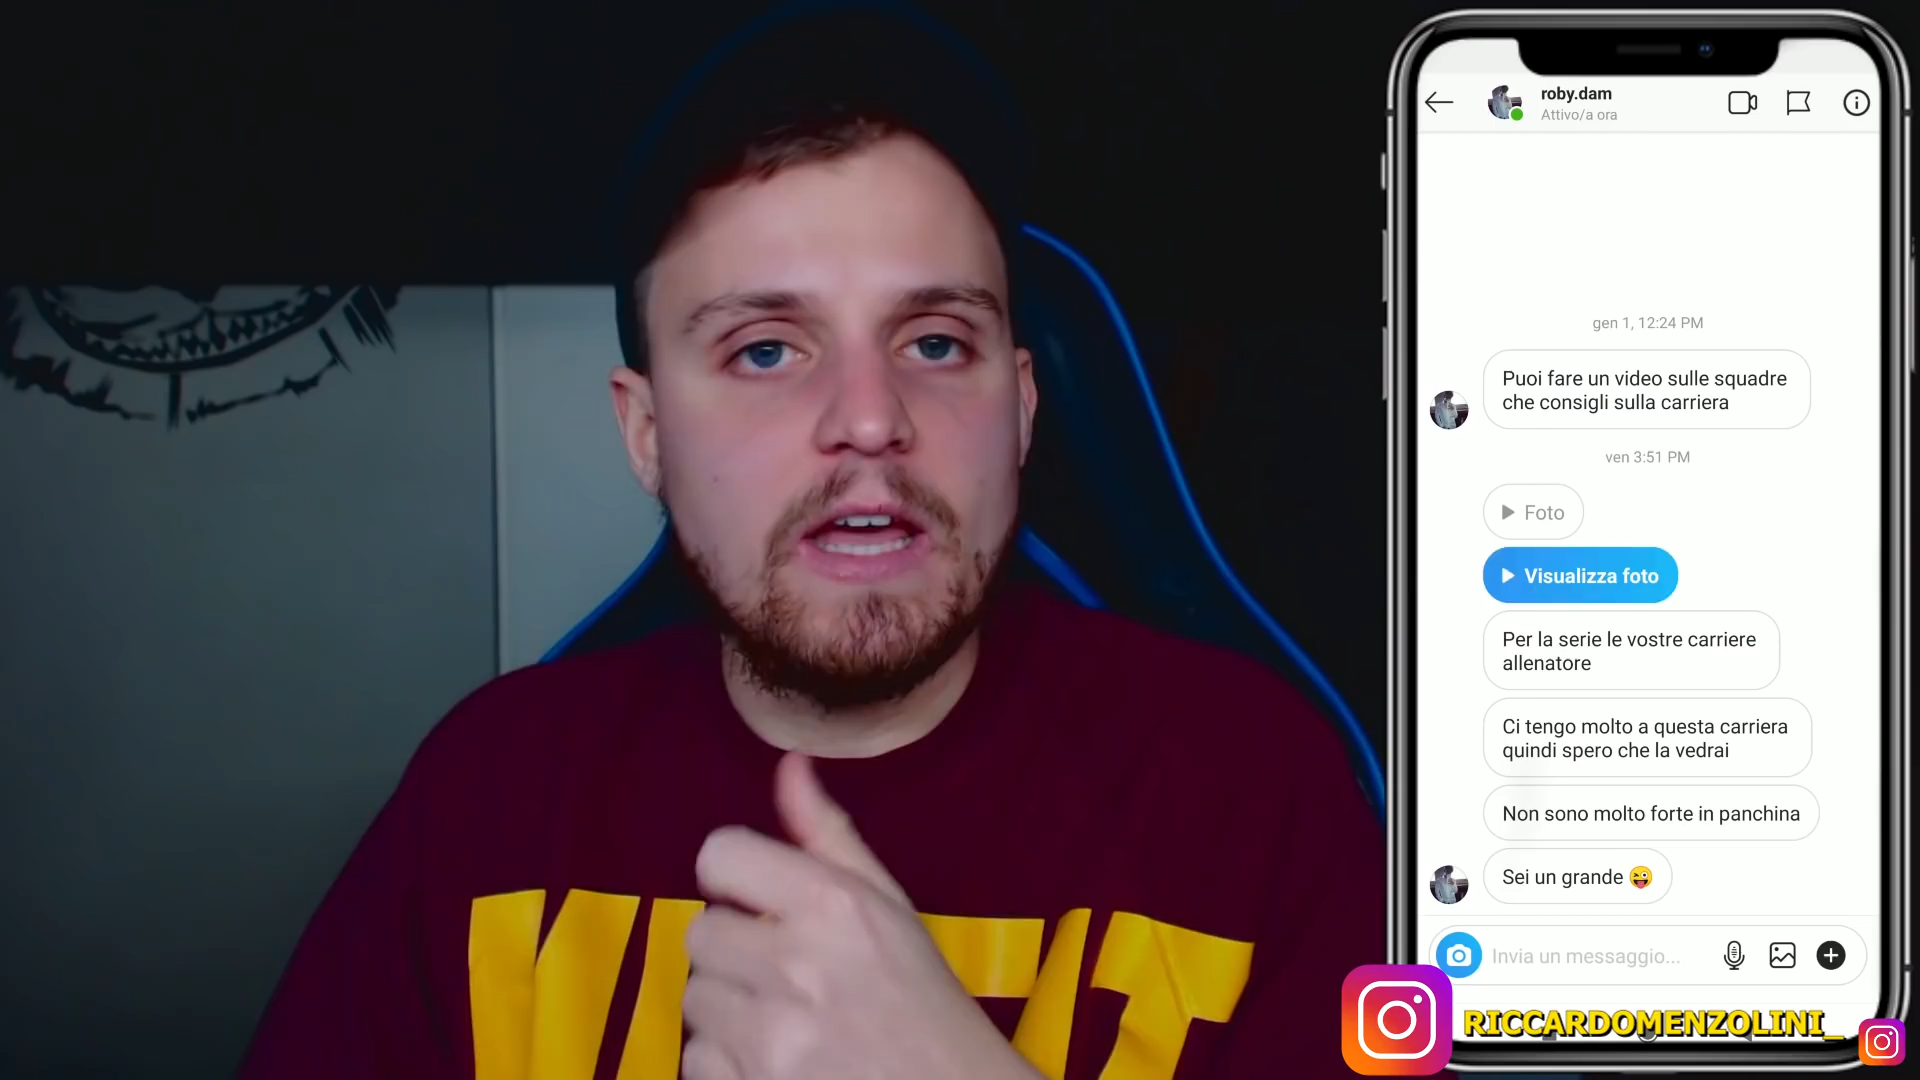 roby.dam
Attivo/a ora
gen 1, 12:24 PM
Puoi fare un video sulle squadre
che consigli sulla carriera
ven 3:51 PM
Foto
Visualizza foto
Per la serie le vostre carriere
allenatore
Ci tengo molto a questa carriera
quindi spero che la vedrai
Non sono molto forte in panchina
Sei un grande 😜
Invia un messaggio...
RICCARDOMENZOLINI_